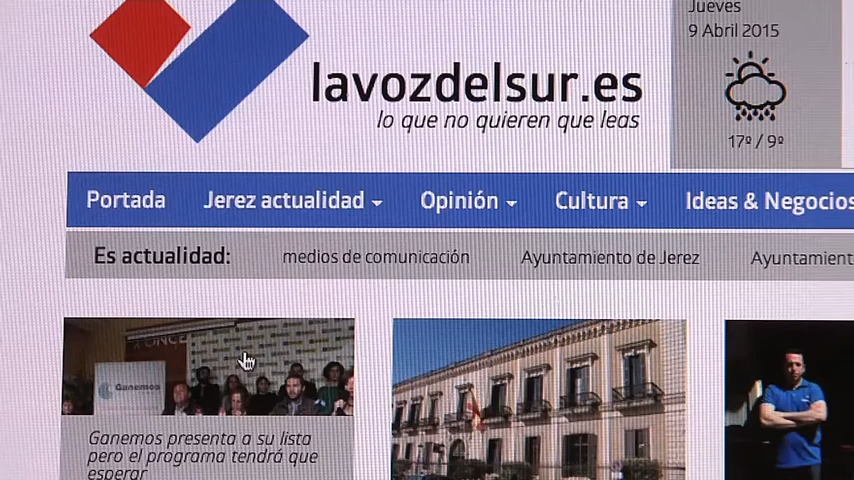 Jueves
9 Abril 2015
lavozdelsur.es
lo que no quieren que leas
17º / 9º
Portada Jerez actualidad Opinión Cultura Ideas & Negocios
Es actualidad: medios de comunicación Ayuntamiento de Jerez Ayuntamient
ONCE
Ganemos
Ganemos presenta a su lista
pero el programa tendrá que
esperar